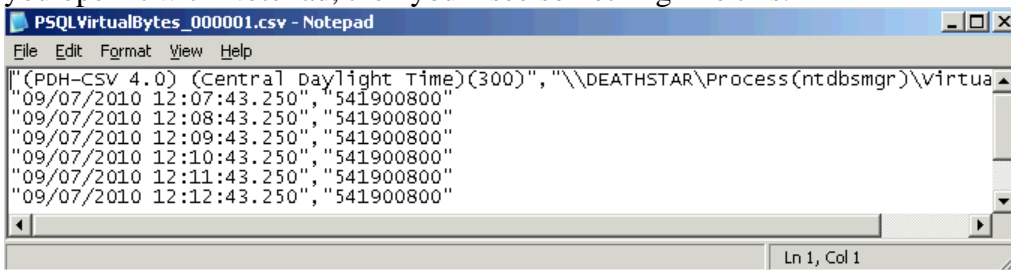 PSQLVirtualBytes_000001.csv - Notepad
File Edit Format View Help
"(PDH-CSV 4.0) (Central Daylight Time)(300)","\\DEATHSTAR\Process(ntdbsmgr)\Virtua
"09/07/2010 12:07:43.250","541900800"
"09/07/2010 12:08:43.250","541900800"
"09/07/2010 12:09:43.250","541900800"
"09/07/2010 12:10:43.250","541900800"
"09/07/2010 12:11:43.250","541900800"
"09/07/2010 12:12:43.250","541900800"
Ln 1, Col 1